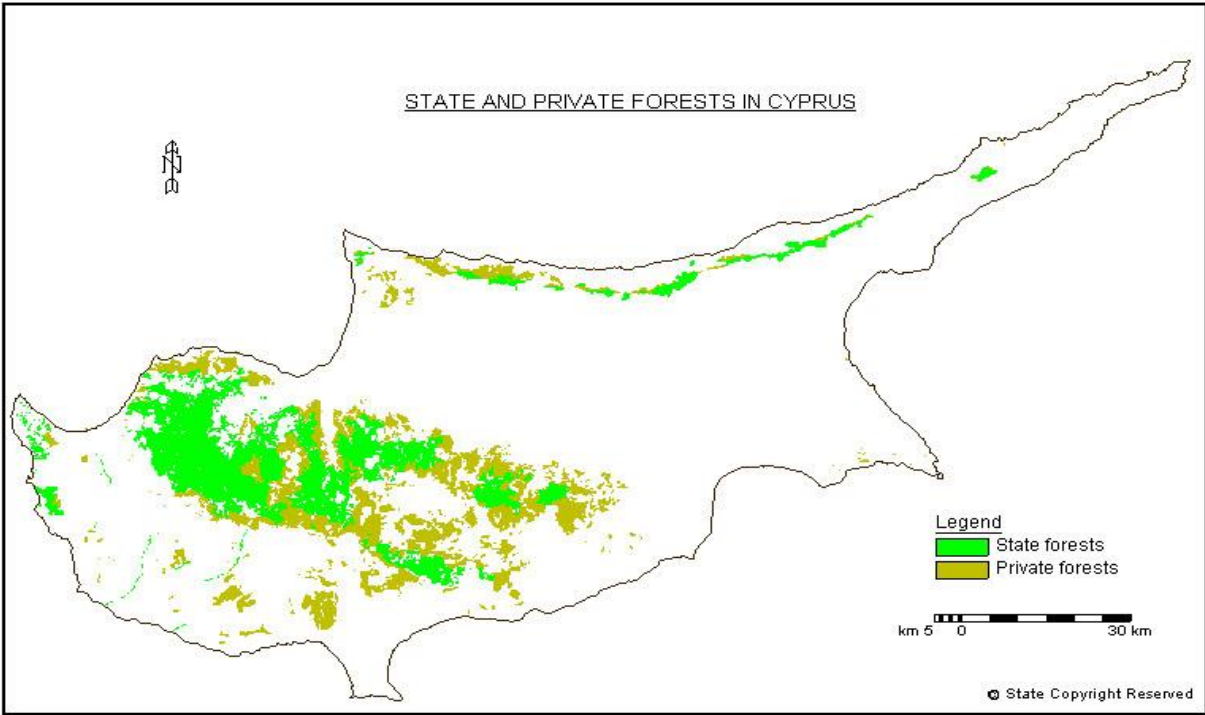 STATE AND PRIVATE FORESTS IN CYPRUS
N
Legend
State forests
Private forests
km 5 0 30 km
© State Copyright Reserved